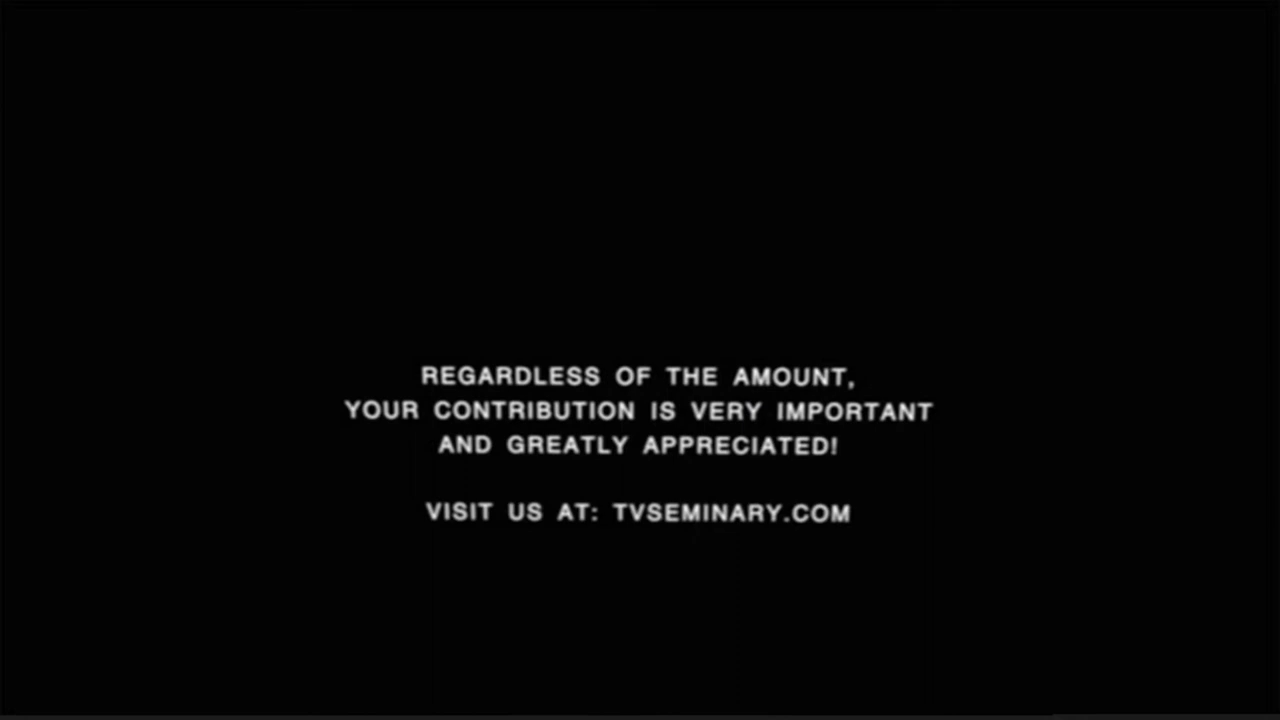 REGARDLESS OF THE AMOUNT,
YOUR CONTRIBUTION IS VERY IMPORTANT
AND GREATLY APPRECIATED!
VISIT US AT: TVSEMINARY.COM